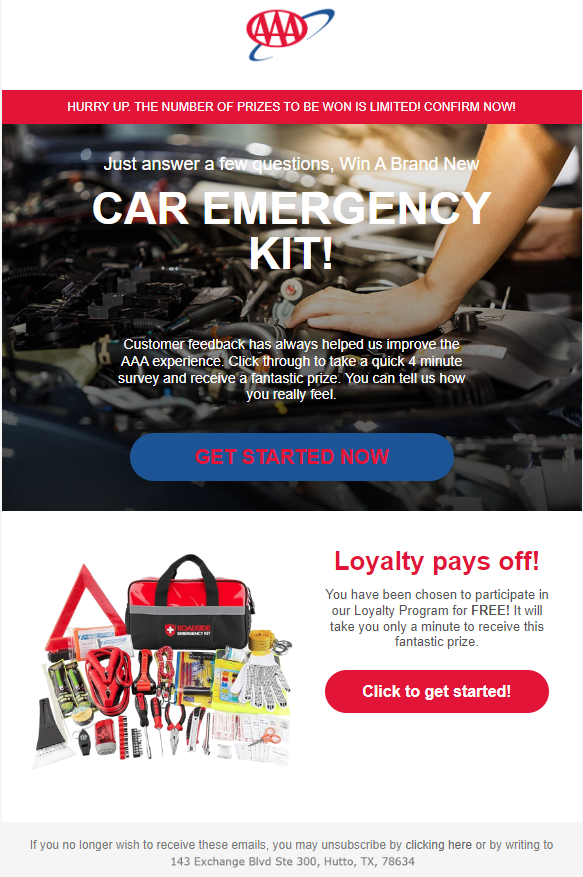 AAA
HURRY UP. THE NUMBER OF PRIZES TO BE WON IS LIMITED! CONFIRM NOW!
Just answer a few questions, Win A Brand New
CAR EMERGENCY
KIT!
Customer feedback has always helped us improve the
AAA experience. Click through to take a quick 4 minute
survey and receive a fantastic prize. You can tell us how
you really feel.
GET STARTED NOW
ROADSIDE
EMERGENCY KIT
Loyalty pays off!
You have been chosen to participate in
our Loyalty Program for FREE! It will
take you only a minute to receive this
fantastic prize.
Click to get started!
If you no longer wish to receive these emails, you may unsubscribe by clicking here or by writing to
143 Exchange Blvd Ste 300, Hutto, TX, 78634